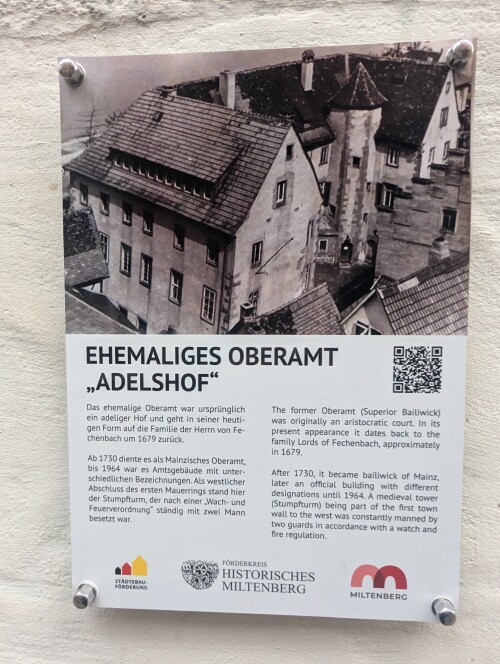 EHEMALIGES OBERAMT
„ADELSHOF“
Das ehemalige Oberamt war ursprünglich
ein adeliger Hof und geht in seiner heuti-
gen Form auf die Familie der Herrn von Fe-
chenbach um 1679 zurück.
Ab 1730 diente es als Mainzisches Oberamt,
bis 1964 war es Amtsgebäude mit unter-
schiedlichen Bezeichnungen. Als westlicher
Abschluss des ersten Mauerrings stand hier
der Stumpfturm, der nach einer „Wach- und
Feuerverordnung“ ständig mit zwei Mann
besetzt war.
The former Oberamt (Superior Bailiwick)
was originally an aristocratic court. In its
present appearance it dates back to the
family Lords of Fechenbach, approximately
in 1679.
After 1730, it became bailiwick of Mainz,
later an official building with different
designations until 1964. A medieval tower
(Stumpfturm) being part of the first town
wall to the west was constantly manned by
two guards in accordance with a watch and
fire regulation.
STÄDTEBAU-
FÖRDERUNG
FÖRDERKREIS
HISTORISCHES
MILTENBERG
MILTENBERG